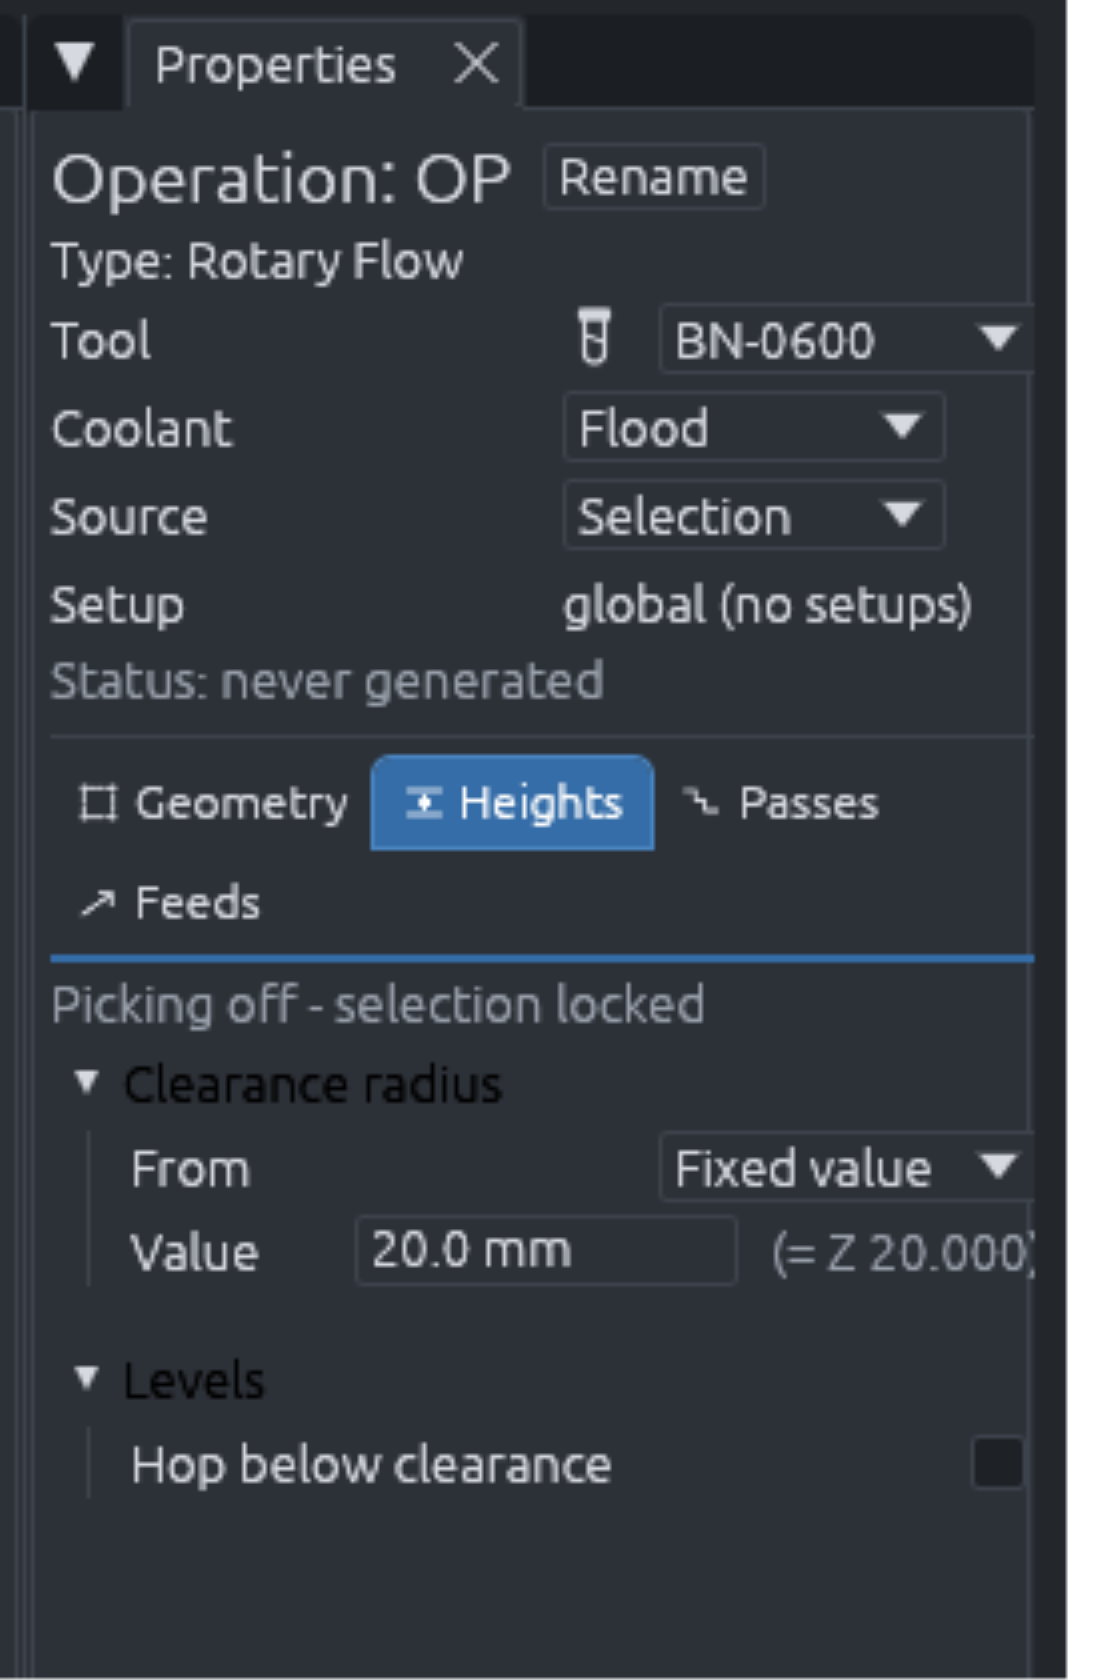 Properties
Operation: OP Rename
Type: Rotary Flow
Tool BN-0600
Coolant Flood
Source Selection
Setup global (no setups)
Status: never generated
Geometry Heights Passes
Feeds
Picking off - selection locked
Clearance radius
From Fixed value
Value 20.0 mm (= Z 20.000)
Levels
Hop below clearance